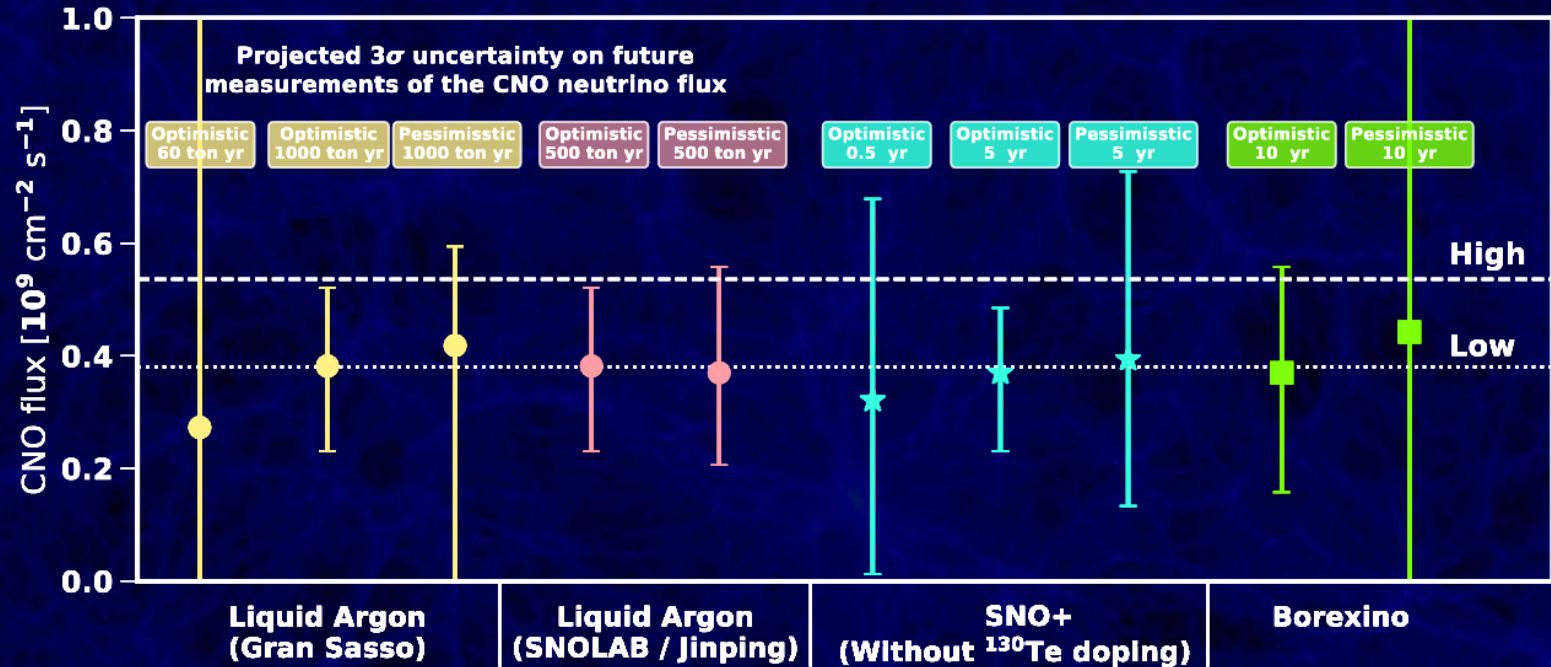 Projected 3σ uncertainty on future
measurements of the CNO neutrino flux
1.0
0.8
0.6
0.4
0.2
0.0
CNO flux [10⁹ cm⁻² s⁻¹]
Optimistic
60 ton yr
Optimistic
1000 ton yr
Pessimisstic
1000 ton yr
Optimistic
500 ton yr
Pessimisstic
500 ton yr
Optimistic
0.5 yr
Optimistic
5 yr
Pessimisstic
5 yr
Optimistic
10 yr
Pessimisstic
10 yr
High
Low
Liquid Argon
(Gran Sasso)
Liquid Argon
(SNOLAB / Jinping)
SNO+
(Without ¹³⁰Te doping)
Borexino